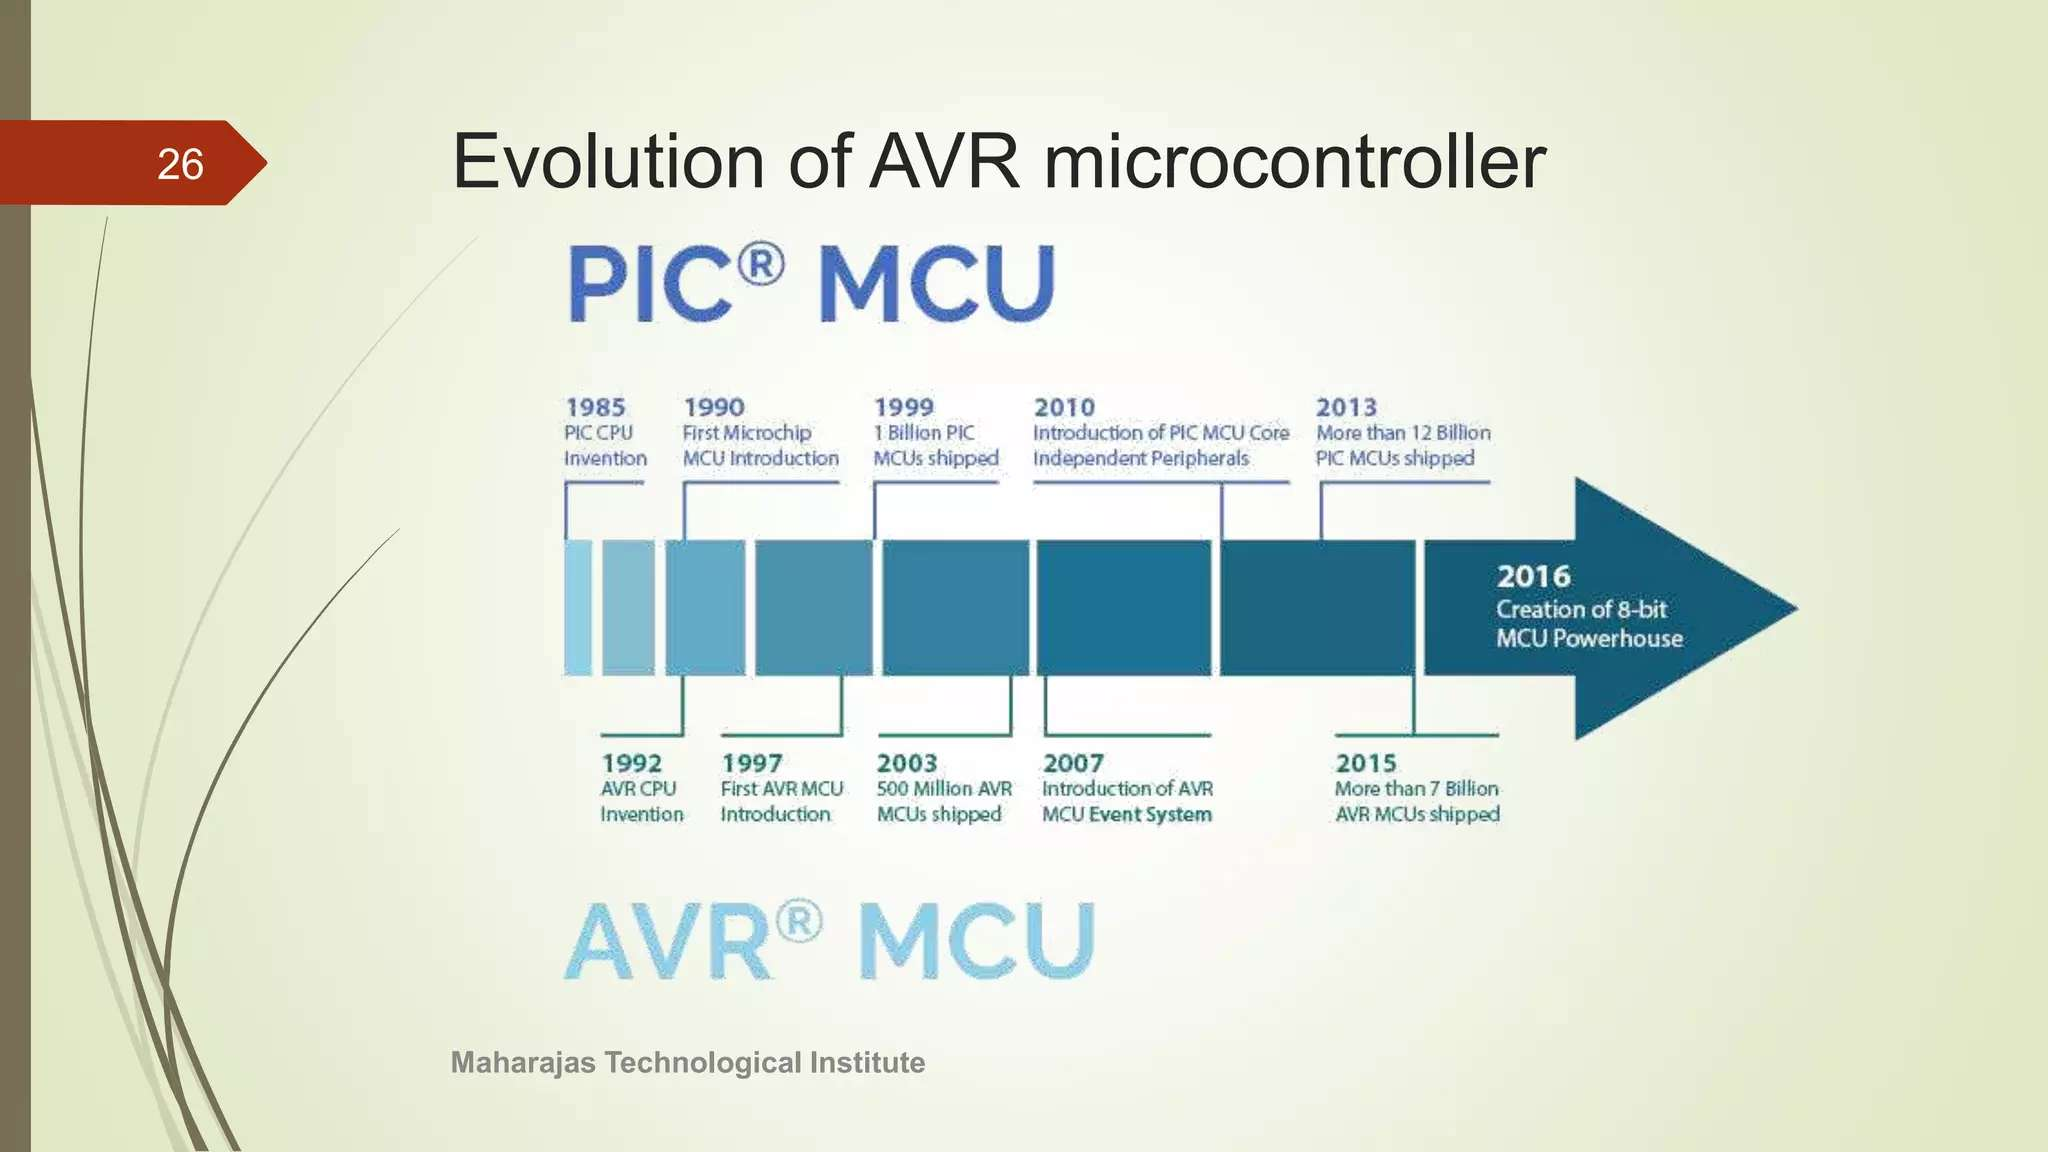 26
Evolution of AVR microcontroller
PIC® MCU
1985
PIC CPU
Invention
1990
First Microchip
MCU Introduction
1999
1 Billion PIC
MCUs shipped
2010
Introduction of PIC MCU Core
Independent Peripherals
2013
More than 12 Billion
PIC MCUs shipped
2016
Creation of 8-bit
MCU Powerhouse
1992
AVR CPU
Invention
1997
First AVR MCU
Introduction
2003
500 Million AVR
MCUs shipped
2007
Introduction of AVR
MCU Event System
2015
More than 7 Billion
AVR MCUs shipped
AVR® MCU
Maharajas Technological Institute